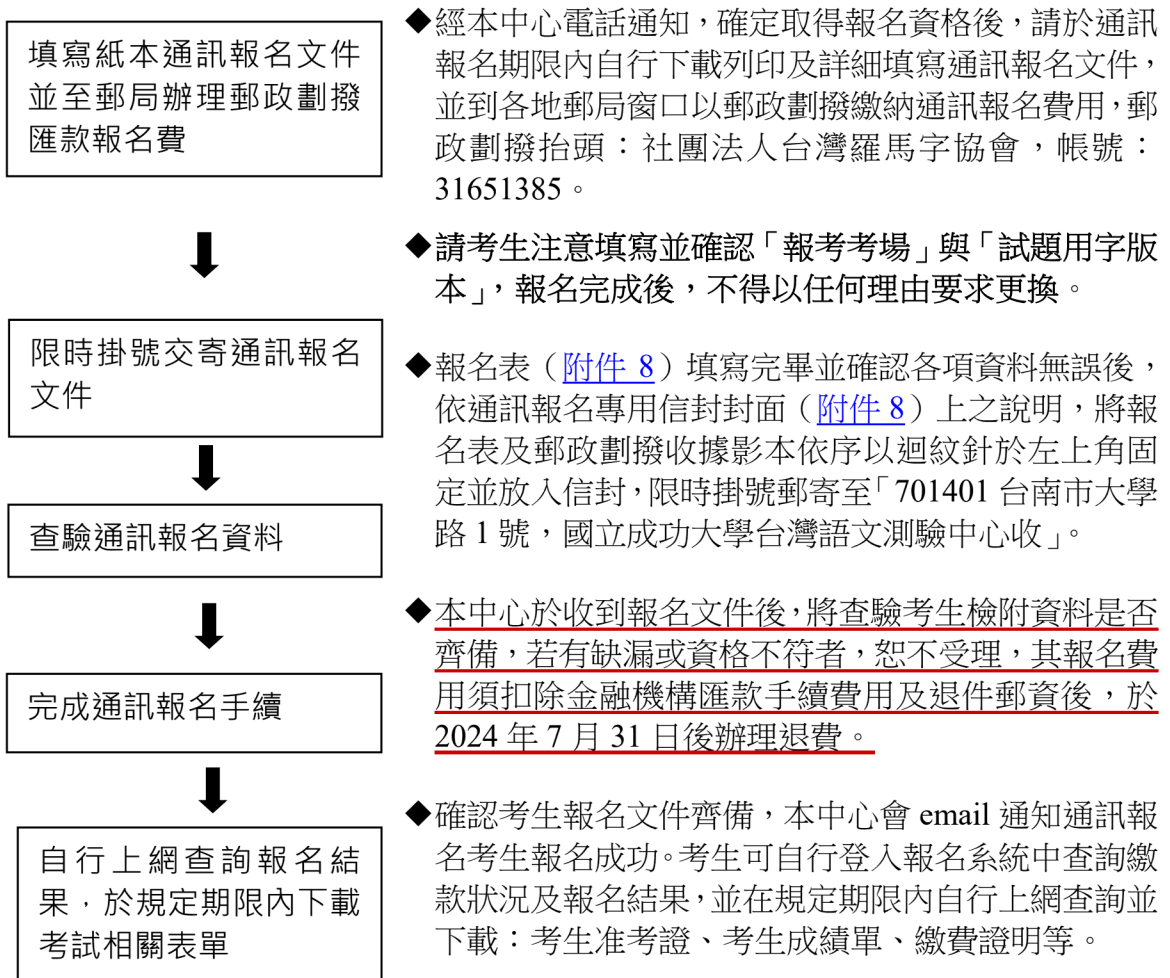 填寫紙本通訊報名文件
並至郵局辦理郵政劃撥
匯款報名費
◆經本中心電話通知，確定取得報名資格後，請於通訊
報名期限內自行下載列印及詳細填寫通訊報名文件，
並到各地郵局窗口以郵政劃撥繳納通訊報名費用，郵
政劃撥抬頭：社團法人台灣羅馬字協會，帳號：
31651385。
◆請考生注意填寫並確認「報考考場」與「試題用字版
本」，報名完成後，不得以任何理由要求更換。
限時掛號交寄通訊報名
文件
◆報名表（附件 8）填寫完畢並確認各項資料無誤後，
依通訊報名專用信封封面（附件 8）上之說明，將報
名表及郵政劃撥收據影本依序以迴紋針於左上角固
定並放入信封，限時掛號郵寄至「701401 台南市大學
路 1 號，國立成功大學台灣語文測驗中心收」。
查驗通訊報名資料
◆本中心於收到報名文件後，將查驗考生檢附資料是否
齊備，若有缺漏或資格不符者，恕不受理，其報名費
用須扣除金融機構匯款手續費用及退件郵資後，於
2024 年 7 月 31 日後辦理退費。
完成通訊報名手續
◆確認考生報名文件齊備，本中心會 email 通知通訊報
名考生報名成功。考生可自行登入報名系統中查詢繳
款狀況及報名結果，並在規定期限內自行上網查詢並
下載：考生准考證、考生成績單、繳費證明等。
自行上網查詢報名結
果，於規定期限內下載
考試相關表單